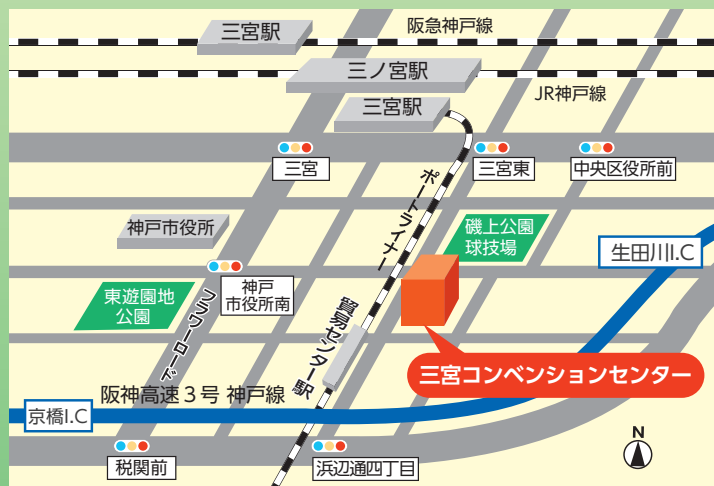 三宮駅
阪急神戸線
三ノ宮駅
JR神戸線
三宮駅
三宮
三宮東
中央区役所前
ポートライナー
神戸市役所
磯上公園
球技場
生田川I.C
神戸
市役所南
東遊園地
公園
フラワーロード
貿易センター駅
三宮コンベンションセンター
阪神高速3号 神戸線
京橋I.C
税関前
浜辺通四丁目
N